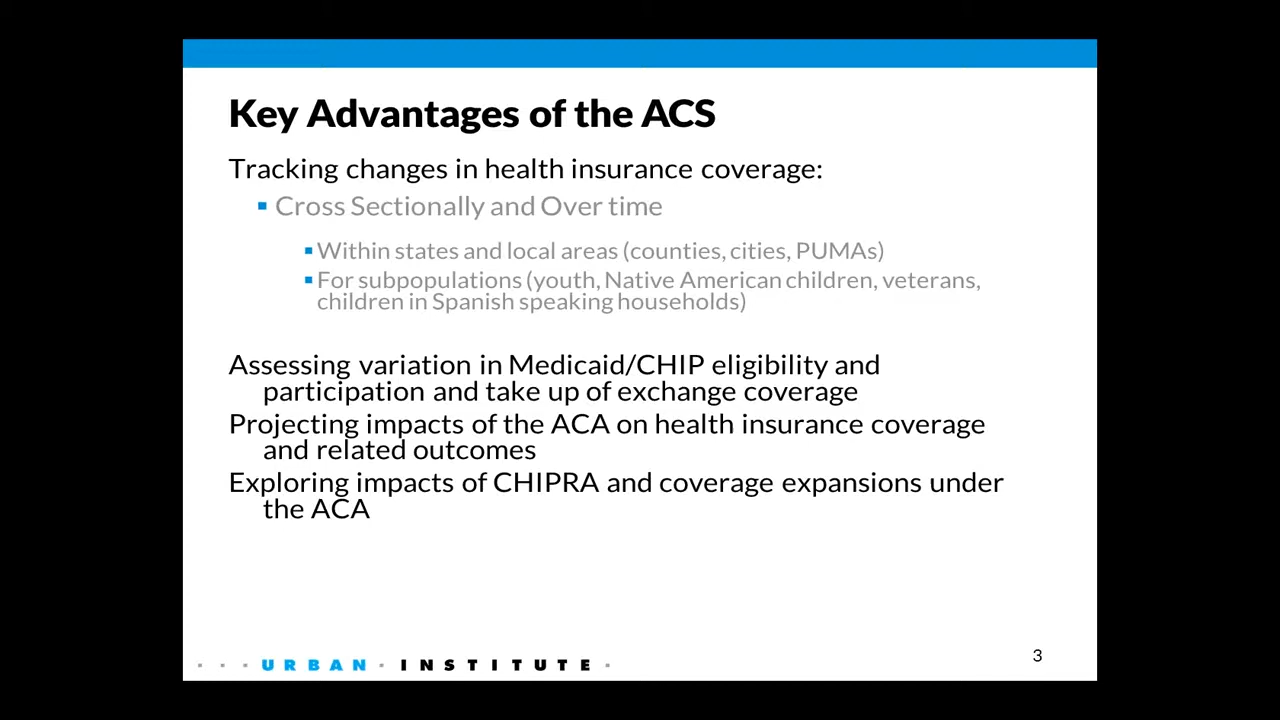 Key Advantages of the ACS
Tracking changes in health insurance coverage:
Cross Sectionally and Over time
Within states and local areas (counties, cities, PUMAs)
For subpopulations (youth, Native American children, veterans,
children in Spanish speaking households)
Assessing variation in Medicaid/CHIP eligibility and
participation and take up of exchange coverage
Projecting impacts of the ACA on health insurance coverage
and related outcomes
Exploring impacts of CHIPRA and coverage expansions under
the ACA
URBAN INSTITUTE
3